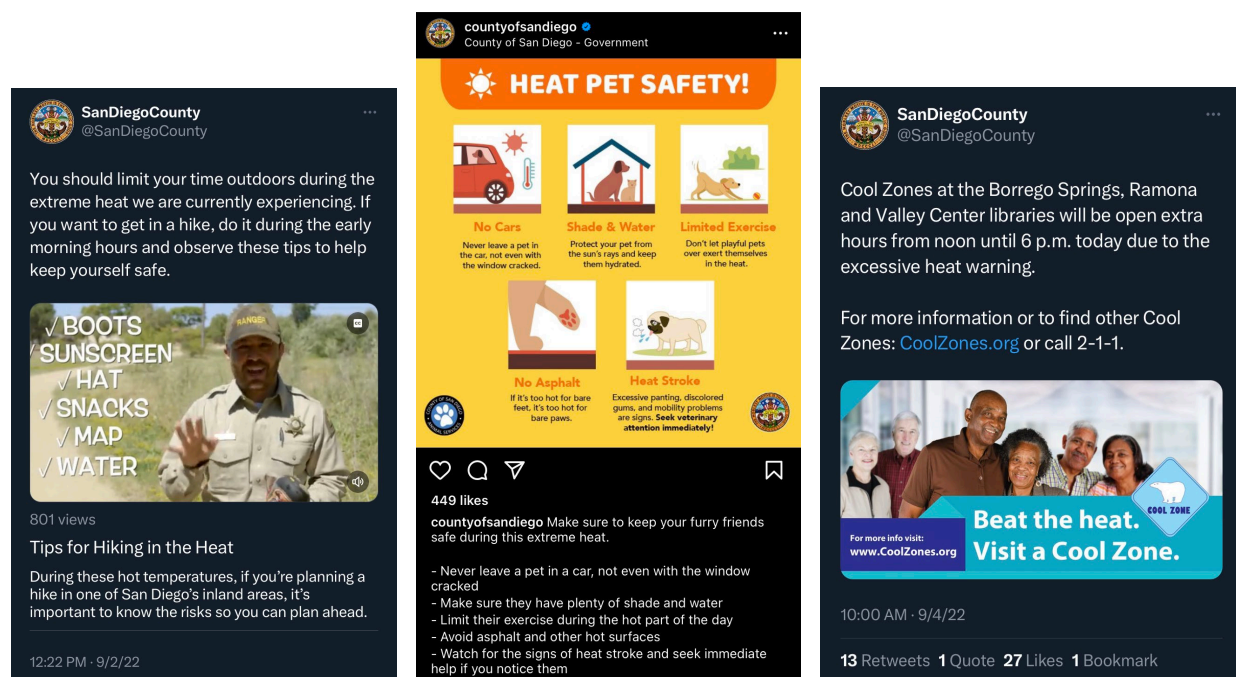 SanDiegoCounty
@SanDiegoCounty
You should limit your time outdoors during the
extreme heat we are currently experiencing. If
you want to get in a hike, do it during the early
morning hours and observe these tips to help
keep yourself safe.
RANGER
✓ BOOTS
✓ SUNSCREEN
✓ HAT
✓ SNACKS
✓ MAP
✓ WATER
801 views
Tips for Hiking in the Heat
During these hot temperatures, if you're planning a
hike in one of San Diego's inland areas, it's
important to know the risks so you can plan ahead.
12:22 PM · 9/2/22
countyofsandiego
County of San Diego - Government
HEAT PET SAFETY!
No Cars
Never leave a pet in
the car, not even with
the window cracked.
Shade & Water
Protect your pet from
the sun's rays and keep
them hydrated.
Limited Exercise
Don't let playful pets
over exert themselves
in the heat.
No Asphalt
If it's too hot for bare
feet, it's too hot for
bare paws.
Heat Stroke
Excessive panting, discolored
gums, and mobility problems
are signs. Seek veterinary
attention immediately!
COUNTY OF SAN DIEGO
ANIMAL SERVICES
449 likes
countyofsandiego Make sure to keep your furry friends
safe during this extreme heat.
- Never leave a pet in a car, not even with the window
cracked
- Make sure they have plenty of shade and water
- Limit their exercise during the hot part of the day
- Avoid asphalt and other hot surfaces
- Watch for the signs of heat stroke and seek immediate
help if you notice them
SanDiegoCounty
@SanDiegoCounty
Cool Zones at the Borrego Springs, Ramona
and Valley Center libraries will be open extra
hours from noon until 6 p.m. today due to the
excessive heat warning.
For more information or to find other Cool
Zones: CoolZones.org or call 2-1-1.
COOL ZONE
For more info visit:
www.CoolZones.org
Beat the heat.
Visit a Cool Zone.
10:00 AM · 9/4/22
13 Retweets 1 Quote 27 Likes 1 Bookmark